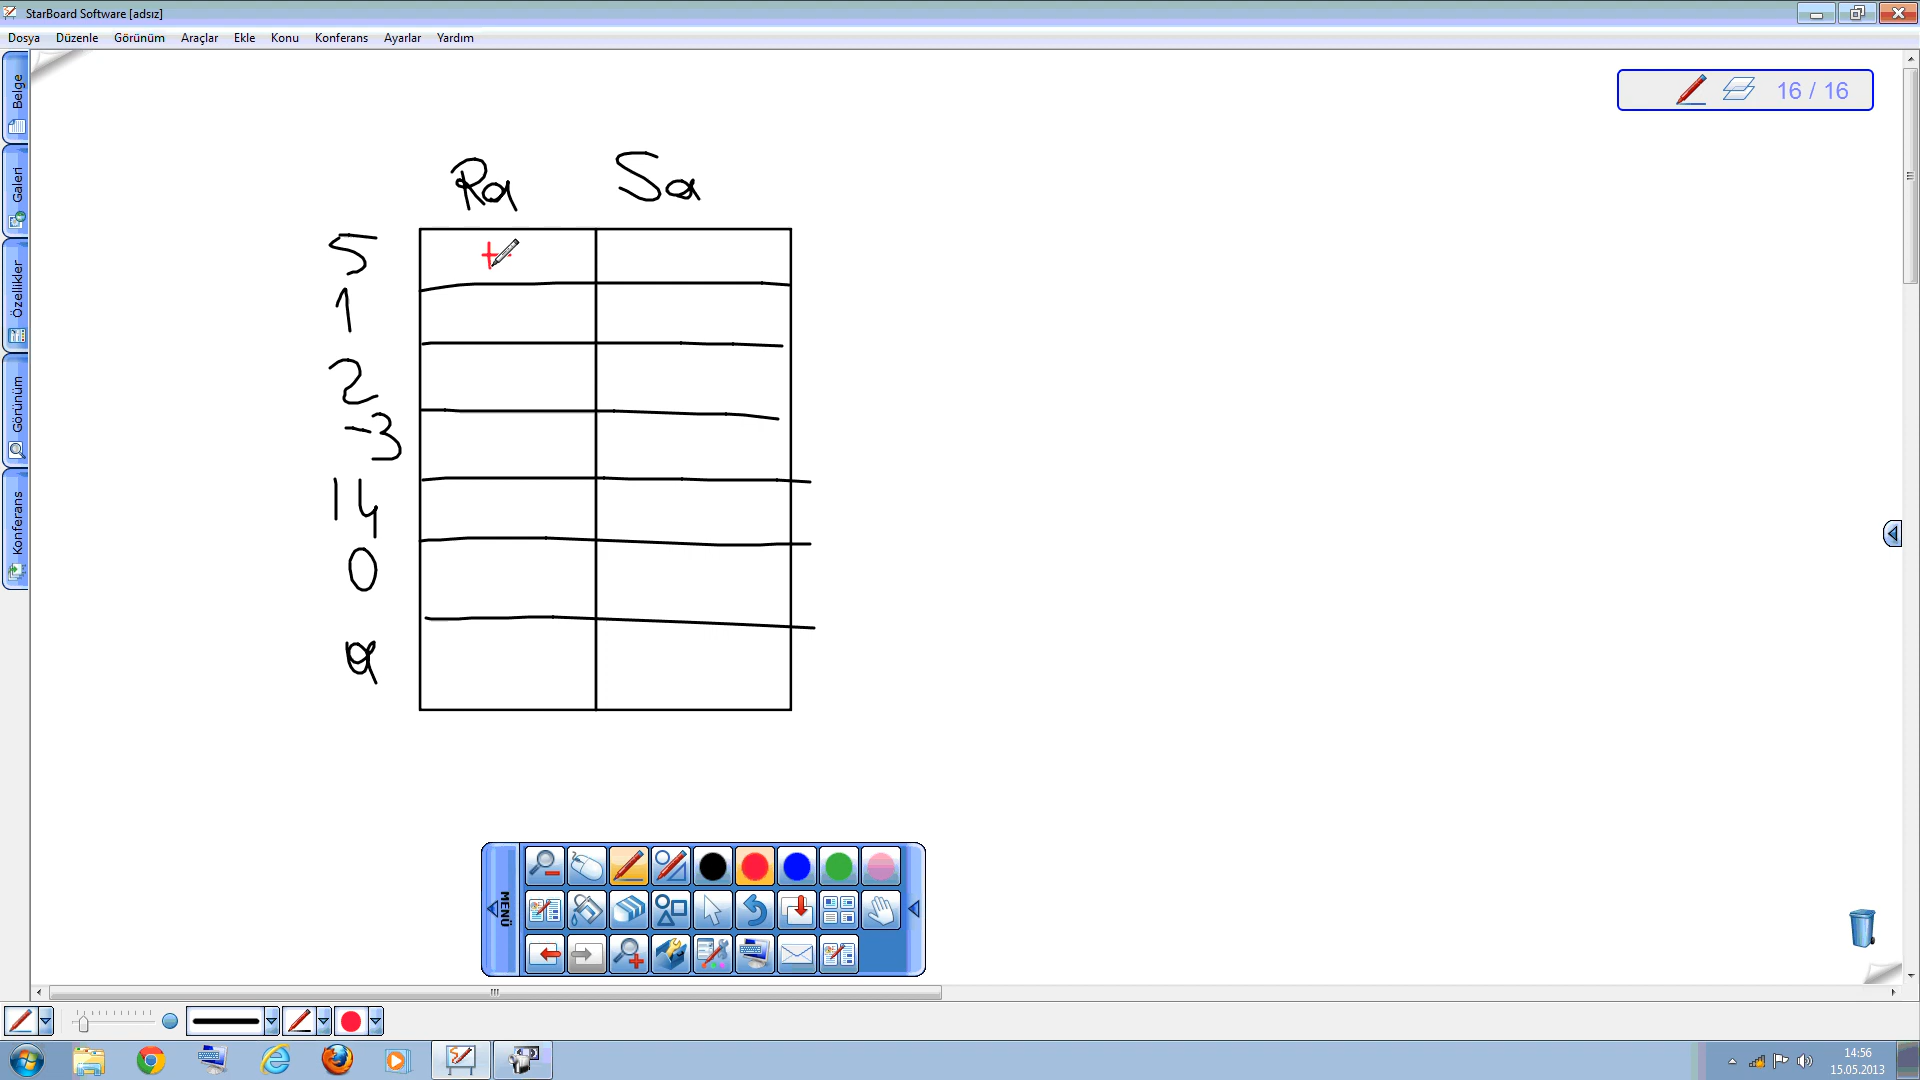 StarBoard Software [adsız]
Dosya Düzenle Görünüm Araçlar Ekle Konu Konferans Ayarlar Yardım
Belge
Galeri
Özellikler
Görünüm
Konferans
16 / 16
Ra Sa
5 +
1
2
-3
14
0
a
MENÜ
14:56
15.05.2013